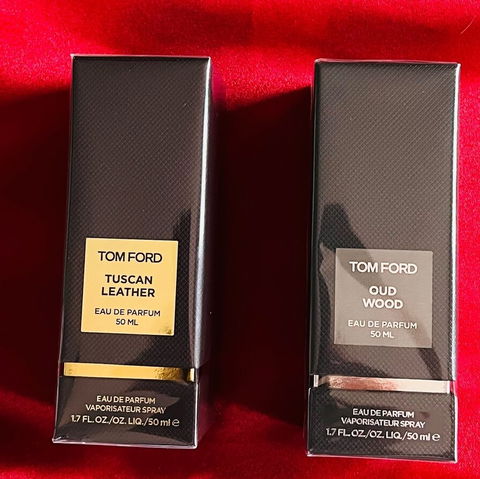 TOM FORD
TUSCAN
LEATHER
EAU DE PARFUM
50 ML
EAU DE PARFUM
VAPORISATEUR SPRAY
1.7 FL. OZ./OZ. LIQ./50 ml e
TOM FORD
OUD
WOOD
EAU DE PARFUM
50 ML
EAU DE PARFUM
VAPORISATEUR SPRAY
1.7 FL. OZ./OZ. LIQ./50 ml e